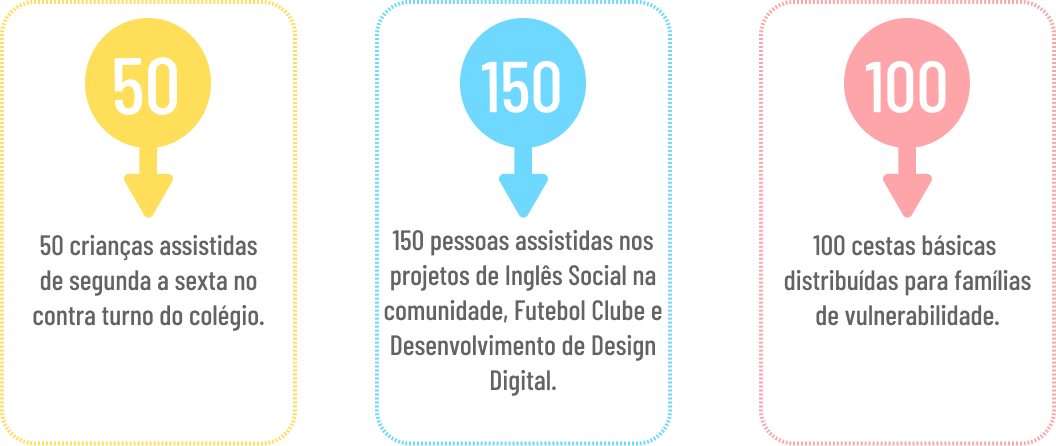 50
50 crianças assistidas
de segunda a sexta no
contra turno do colégio.
150
150 pessoas assistidas nos
projetos de Inglês Social na
comunidade, Futebol Clube e
Desenvolvimento de Design
Digital.
100
100 cestas básicas
distribuídas para famílias
de vulnerabilidade.